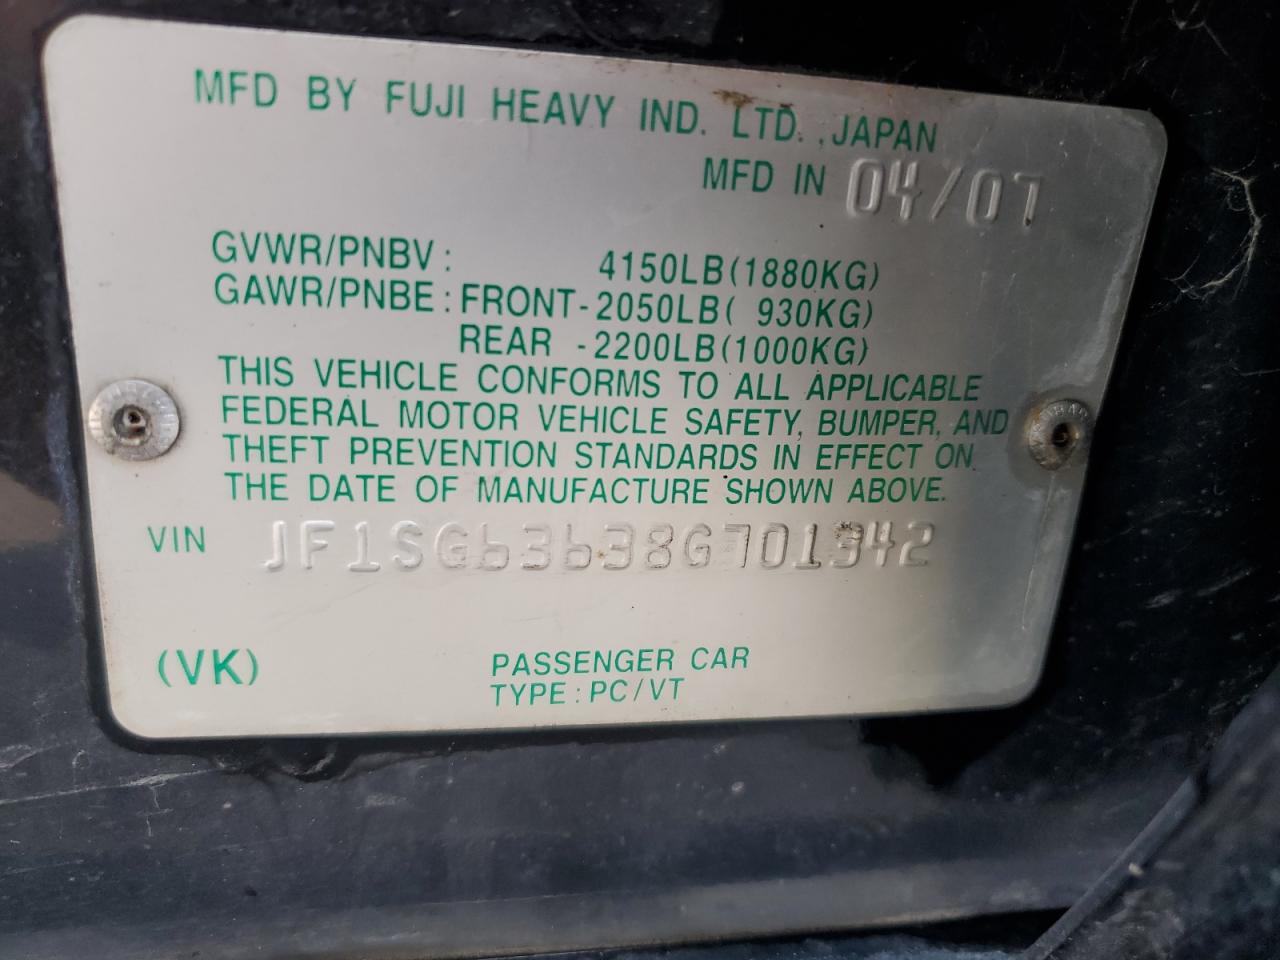 MFD BY FUJI HEAVY IND. LTD. ,JAPAN
MFD IN 04/07
GVWR/PNBV : 4150LB(1880KG)
GAWR/PNBE : FRONT-2050LB( 930KG)
REAR -2200LB(1000KG)
THIS VEHICLE CONFORMS TO ALL APPLICABLE
FEDERAL MOTOR VEHICLE SAFETY, BUMPER, AND
THEFT PREVENTION STANDARDS IN EFFECT ON
THE DATE OF MANUFACTURE SHOWN ABOVE.
VIN JF1SG63638G701342
(VK) PASSENGER CAR
TYPE : PC/VT